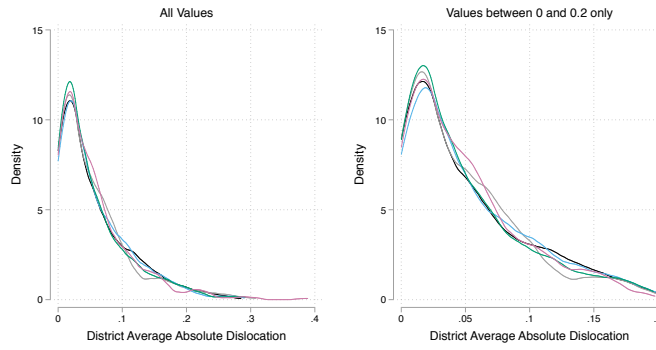 All Values
15
10
5
0
Density
0
.1
.2
.3
.4
District Average Absolute Dislocation
Values between 0 and 0.2 only
15
10
5
0
Density
0
.05
.1
.15
District Average Absolute Dislocation